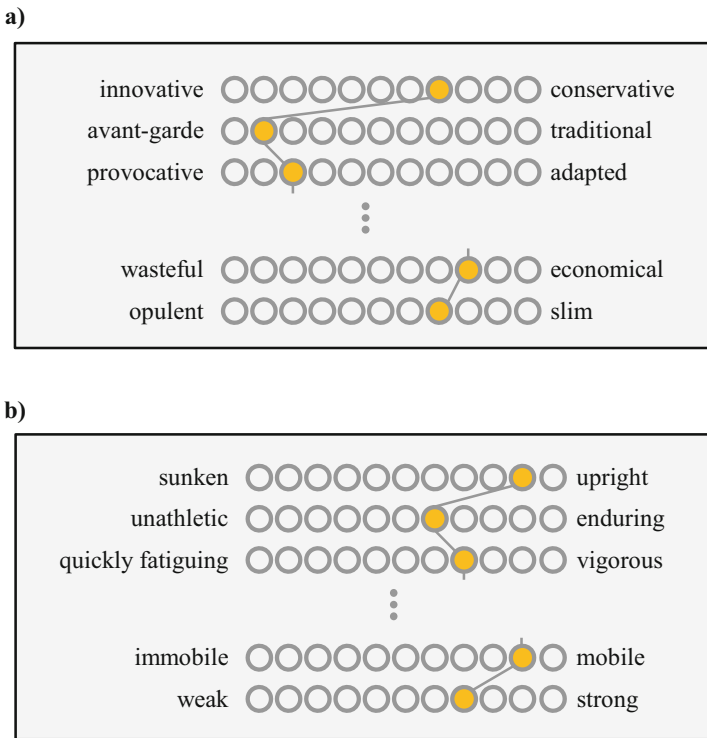 a)
innovative conservative
avant-garde traditional
provocative adapted
wasteful economical
opulent slim
b)
sunken upright
unathletic enduring
quickly fatiguing vigorous
immobile mobile
weak strong